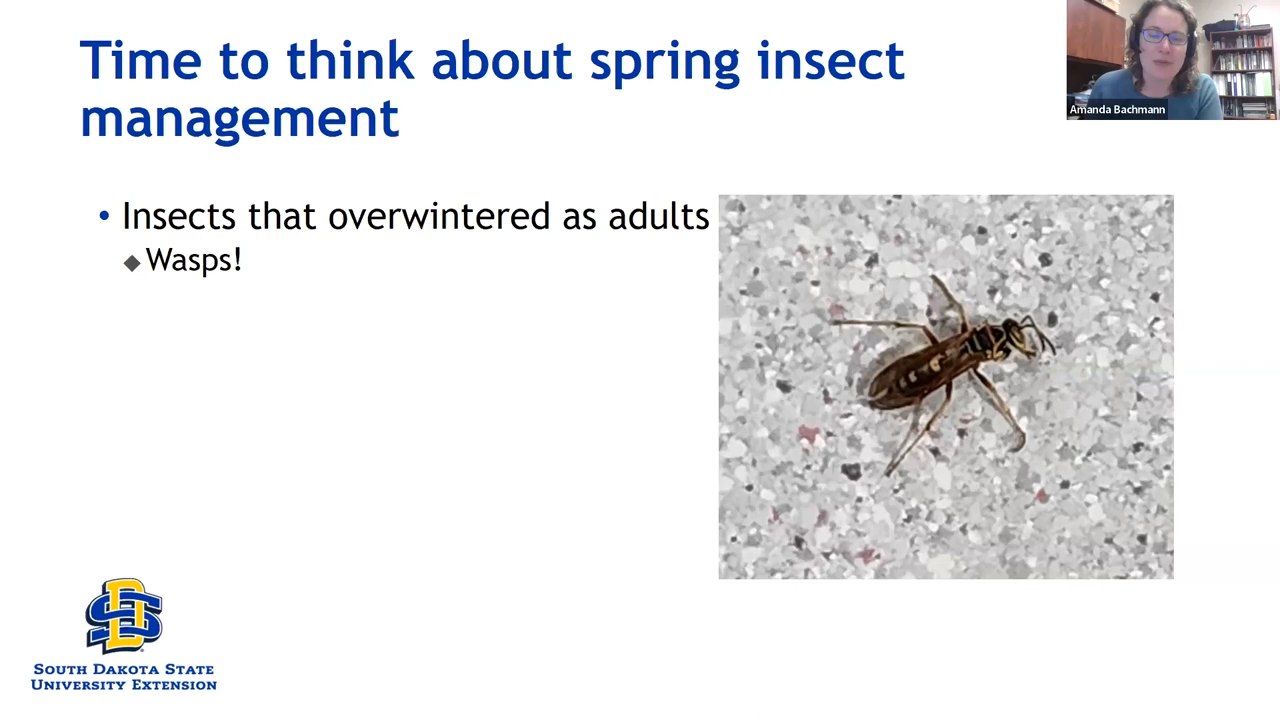 Time to think about spring insect
management
Amanda Bachmann
• Insects that overwintered as adults
◆ Wasps!
SD
SOUTH DAKOTA STATE
UNIVERSITY EXTENSION